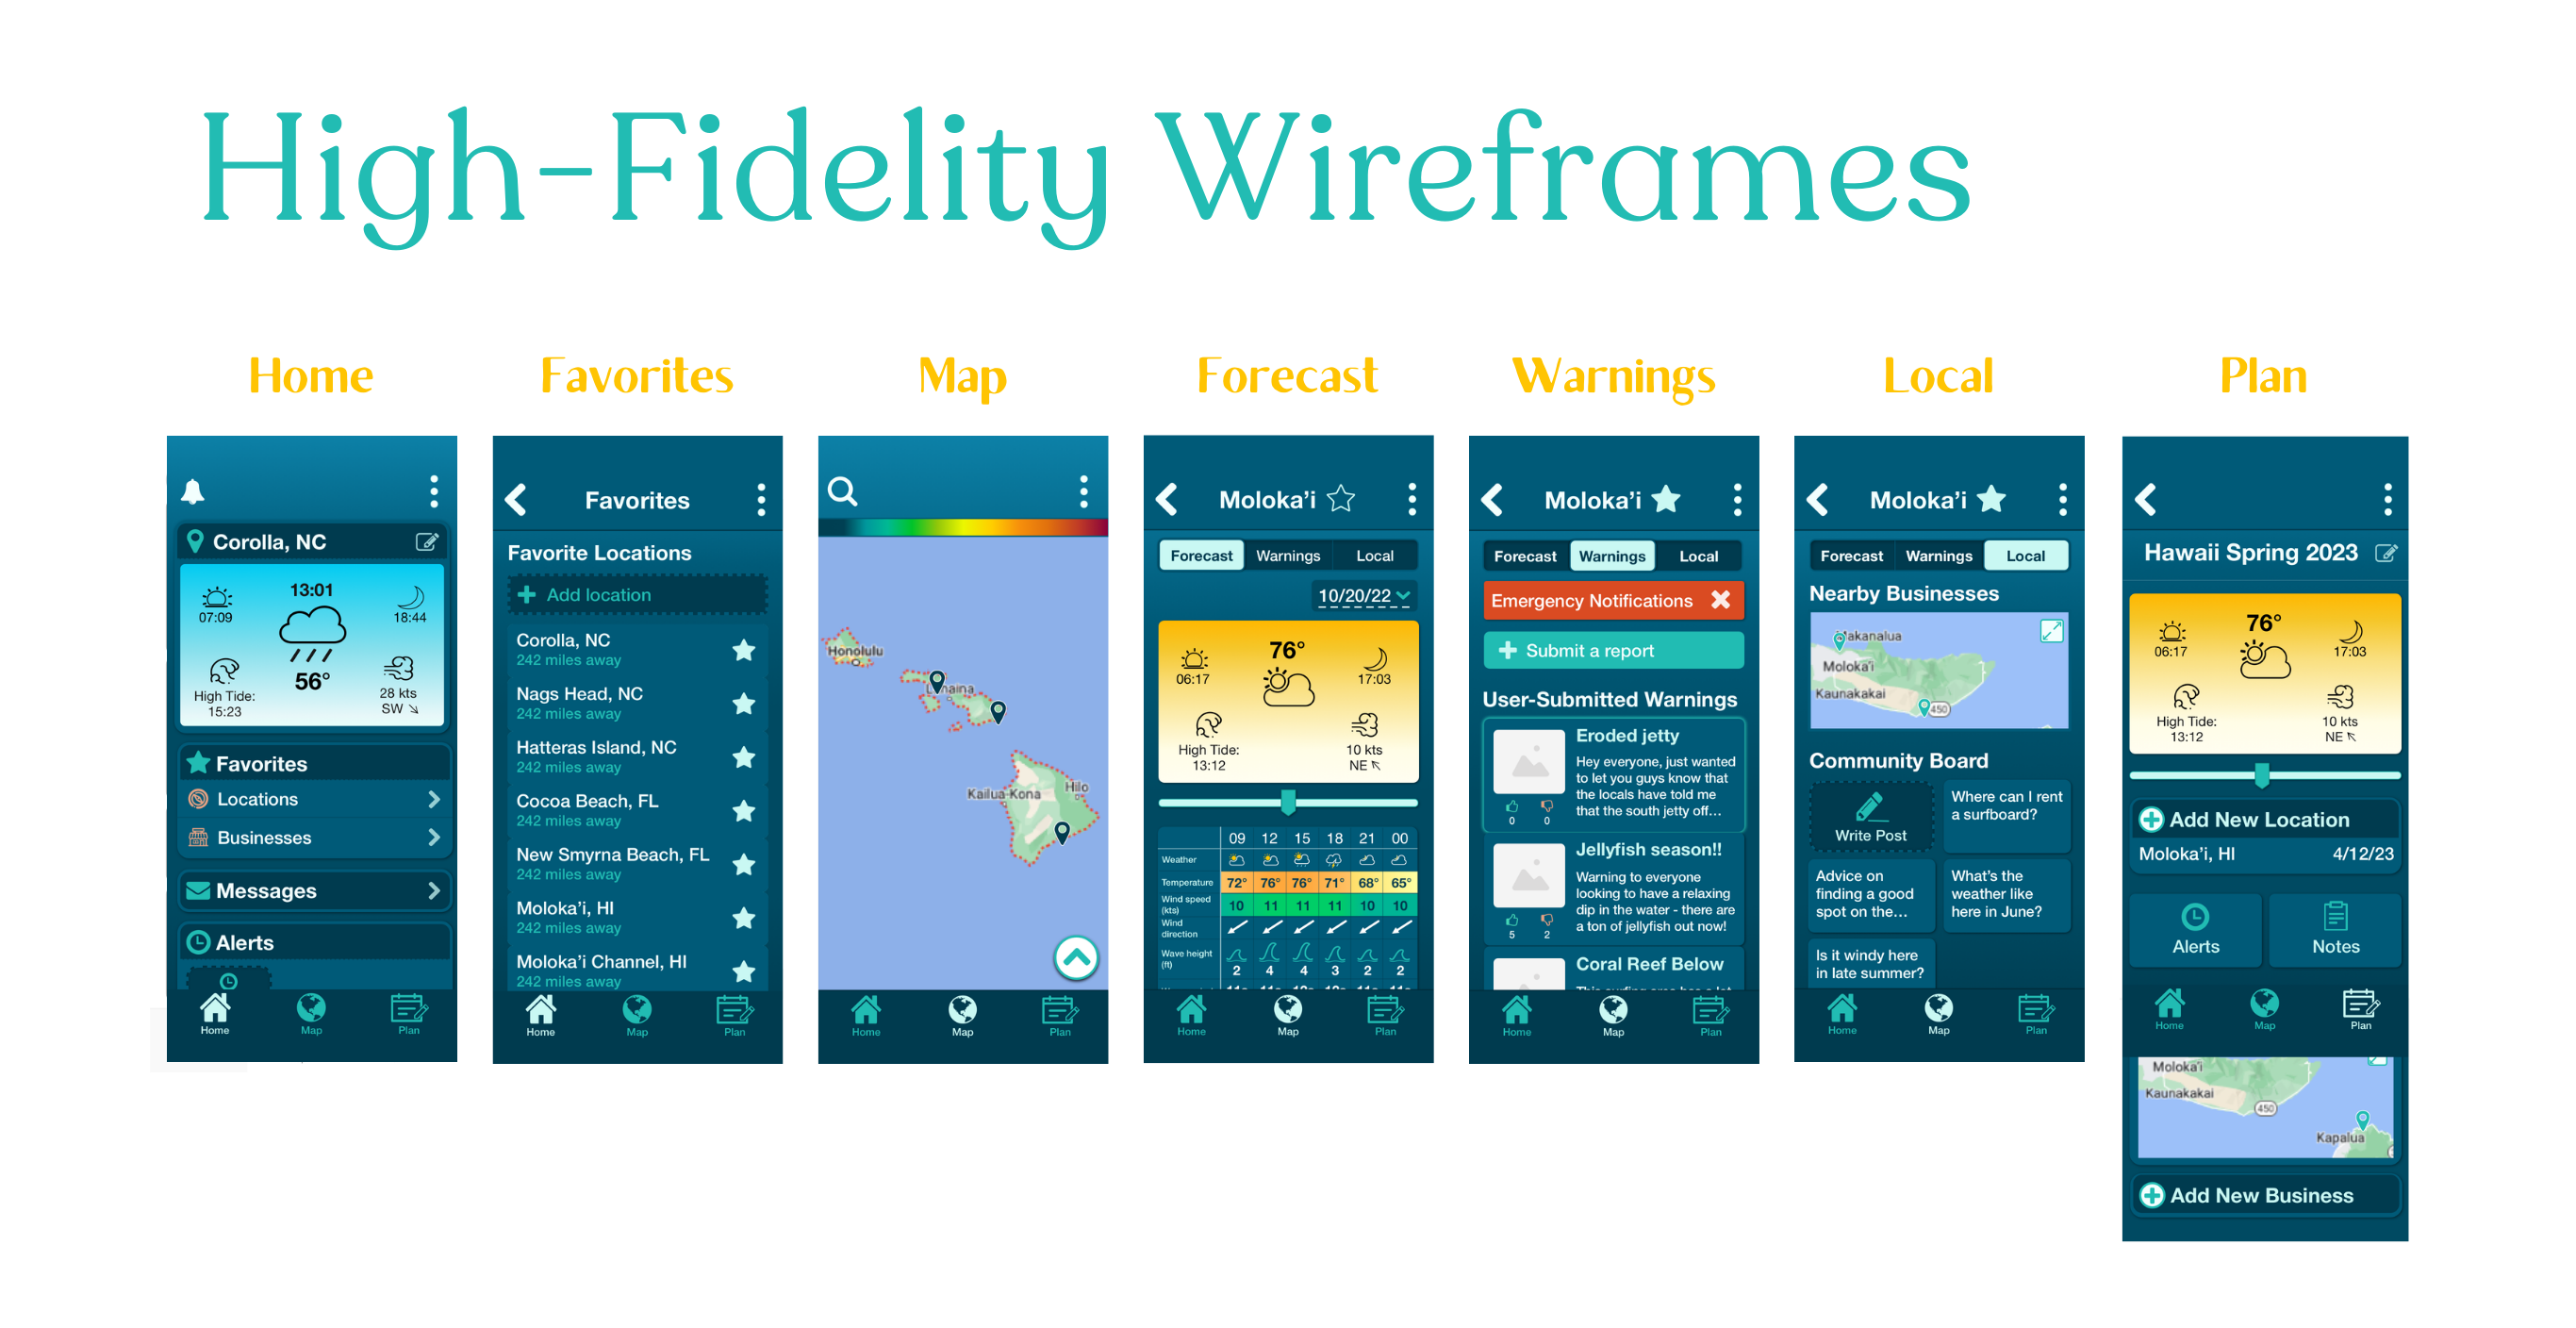 High-Fidelity Wireframes
Home
Favorites
Map
Forecast
Warnings
Local
Plan
Corolla, NC
13:01
07:09
18:44
56°
High Tide:
15:23
28 kts
SW
Favorites
Locations
Businesses
Messages
Alerts
Home
Map
Plan
Favorites
Favorite Locations
Add location
Corolla, NC
242 miles away
Nags Head, NC
242 miles away
Hatteras Island, NC
242 miles away
Cocoa Beach, FL
242 miles away
New Smyrna Beach, FL
242 miles away
Moloka'i, HI
242 miles away
Moloka'i Channel, HI
242 miles away
Home
Map
Plan
Honolulu
Kailua-Kona
Hilo
Home
Map
Plan
Moloka'i
Forecast Warnings Local
10/20/22
76°
06:17
17:03
High Tide:
13:12
10 kts
NE
09 12 15 18 21 00
Weather
Temperature 72° 76° 76° 71° 68° 65°
Wind speed
(kts) 10 11 11 11 10 10
Wind
direction
Wave height
(ft) 2 4 4 3 2 2
Home
Map
Plan
Moloka'i
Forecast Warnings Local
Emergency Notifications
Submit a report
User-Submitted Warnings
Eroded jetty
Hey everyone, just wanted
to let you guys know that
the locals have told me
that the south jetty off...
0 0
Jellyfish season!!
Warning to everyone
looking to have a relaxing
dip in the water - there are
a ton of jellyfish out now!
5 2
Coral Reef Below
Home
Map
Plan
Moloka'i
Forecast Warnings Local
Nearby Businesses
Makanalua
Moloka'i
Kaunakakai
450
Community Board
Write Post
Where can I rent
a surfboard?
Advice on
finding a good
spot on the...
What's the
weather like
here in June?
Is it windy here
in late summer?
Home
Map
Plan
Hawaii Spring 2023
76°
06:17
17:03
High Tide:
13:12
10 kts
NE
Add New Location
Moloka'i, HI 4/12/23
Alerts
Notes
Home
Map
Plan
Moloka'i
Kaunakakai
450
Kapalua
Add New Business